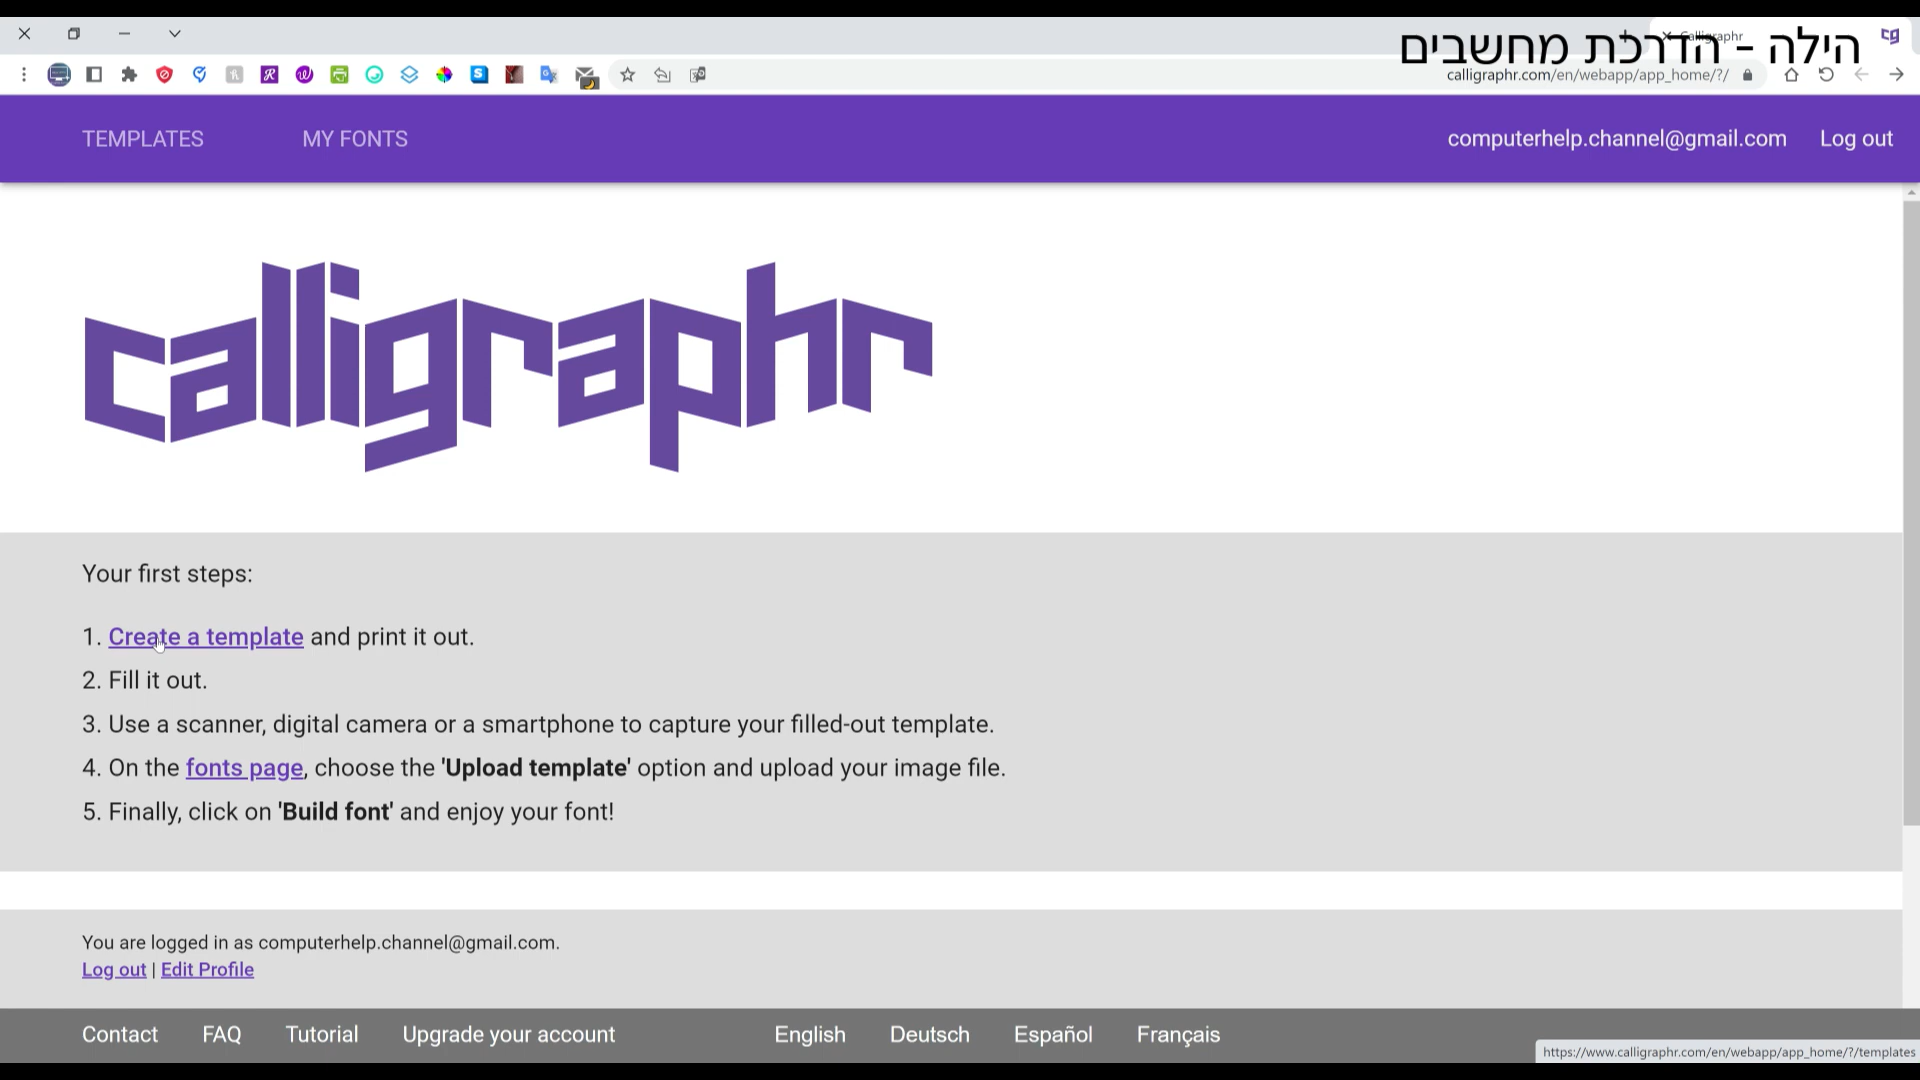 הילה - הדרכת מחשבים
Calligraphr
calligraphr.com/en/webapp/app_home/?/
TEMPLATES
MY FONTS
computerhelp.channel@gmail.com
Log out
calligraphr
Your first steps:
1. Create a template and print it out.
2. Fill it out.
3. Use a scanner, digital camera or a smartphone to capture your filled-out template.
4. On the fonts page, choose the 'Upload template' option and upload your image file.
5. Finally, click on 'Build font' and enjoy your font!
You are logged in as computerhelp.channel@gmail.com.
Log out | Edit Profile
Contact FAQ Tutorial Upgrade your account English Deutsch Español Français
https://www.calligraphr.com/en/webapp/app_home/?/templates